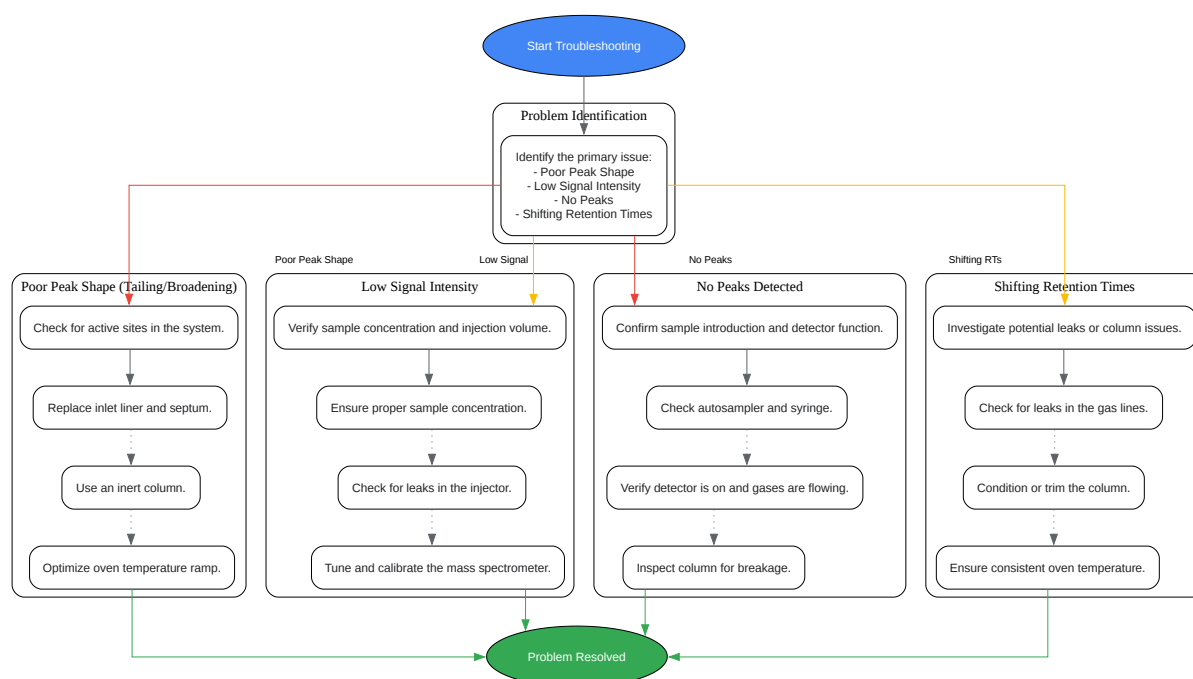 Start Troubleshooting
Problem Identification
Identify the primary issue:
- Poor Peak Shape
- Low Signal Intensity
- No Peaks
- Shifting Retention Times
Poor Peak Shape
Low Signal
No Peaks
Shifting RTs
Poor Peak Shape (Tailing/Broadening)
Check for active sites in the system.
Replace inlet liner and septum.
Use an inert column.
Optimize oven temperature ramp.
Low Signal Intensity
Verify sample concentration and injection volume.
Ensure proper sample concentration.
Check for leaks in the injector.
Tune and calibrate the mass spectrometer.
No Peaks Detected
Confirm sample introduction and detector function.
Check autosampler and syringe.
Verify detector is on and gases are flowing.
Inspect column for breakage.
Shifting Retention Times
Investigate potential leaks or column issues.
Check for leaks in the gas lines.
Condition or trim the column.
Ensure consistent oven temperature.
Problem Resolved